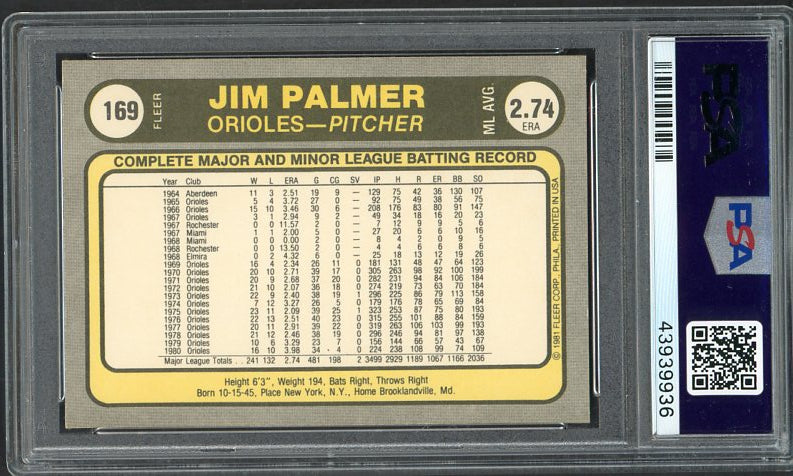 169
FLEER
JIM PALMER
ORIOLES—PITCHER
ML AVG.
2.74
ERA
COMPLETE MAJOR AND MINOR LEAGUE BATTING RECORD
Year Club W L ERA G CG SV IP H R ER BB SO
1964 Aberdeen 11 3 2.51 19 9 — 129 75 42 36 130 107
1965 Orioles 5 4 3.72 27 0 — 92 75 49 38 56 75
1966 Orioles 15 10 3.46 30 6 — 208 176 83 80 91 147
1967 Orioles 3 1 2.94 9 2 — 49 34 18 16 20 23
1967 Rochester 0 0 11.57 2 0 — 7 12 9 9 5 6
1967 Miami 1 1 2.00 5 0 — 27 20 6 6 10 16
1968 Miami 0 0 0.00 2 0 — 8 4 2 0 9 5
1968 Rochester 0 0 13.50 2 0 — 4 4 6 6 8 6
1968 Elmira 0 2 4.32 6 0 — 25 18 13 12 19 26
1969 Orioles 16 4 2.34 26 11 0 181 131 48 47 64 123
1970 Orioles 20 10 2.71 39 17 0 305 263 98 92 100 199
1971 Orioles 20 9 2.68 37 20 0 282 231 94 84 106 184
1972 Orioles 21 10 2.07 36 18 0 274 219 73 63 70 184
1973 Orioles 22 9 2.40 38 19 1 296 225 86 79 113 158
1974 Orioles 7 12 3.27 26 5 0 179 176 78 65 69 84
1975 Orioles 23 11 2.09 39 25 1 323 253 87 75 80 193
1976 Orioles 22 13 2.51 40 23 0 315 255 101 88 84 159
1977 Orioles 20 11 2.91 39 22 0 319 263 106 103 99 193
1978 Orioles 21 12 2.46 38 19 0 296 246 94 81 97 138
1979 Orioles 10 6 3.29 23 7 0 156 144 66 57 43 67
1980 Orioles 16 10 3.98 34 4 0 224 238 108 99 74 109
Major League Totals . . 241 132 2.74 481 198 2 3499 2929 1189 1067 1166 2036
Height 6'3", Weight 194, Bats Right, Throws Right
Born 10-15-45, Place New York, N.Y., Home Brooklandville, Md.
© 1981 FLEER CORP., PHILA. PRINTED IN USA
PSA
PSA
43939936